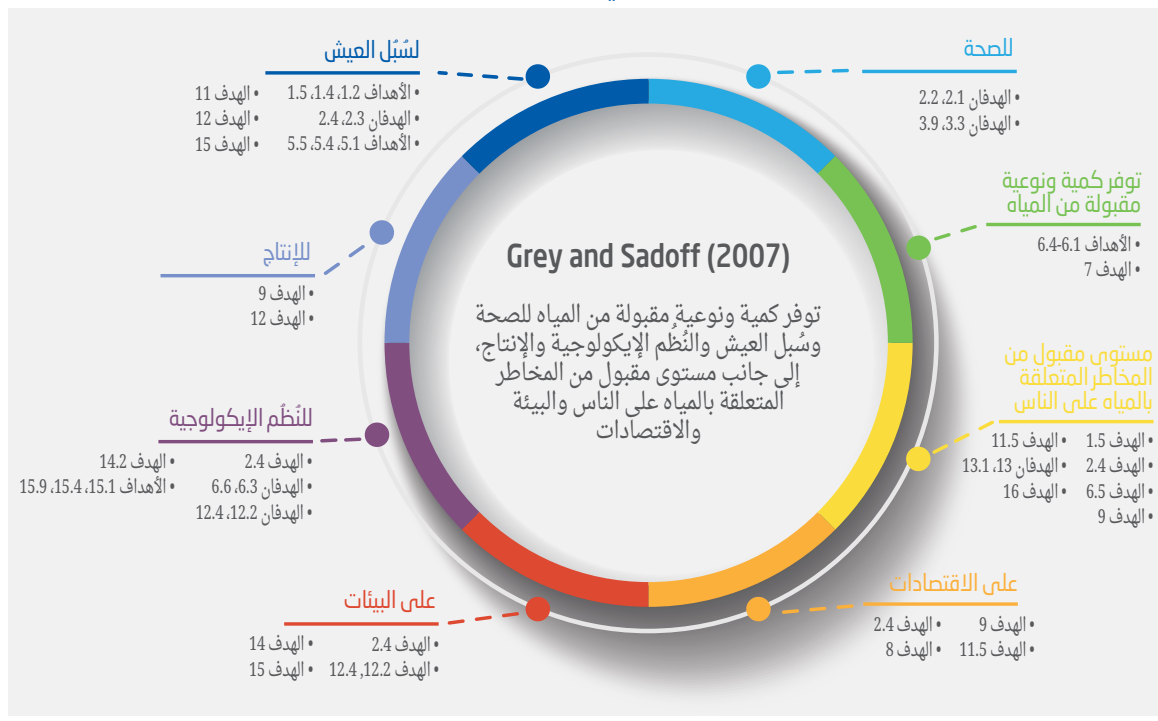 للصحة
• الهدفان 2.1، 2.2
• الهدفان 3.3، 3.9
توفر كمية ونوعية
مقبولة من المياه
• الأهداف 6.1-6.4
• الهدف 7
مستوى مقبول من
المخاطر المتعلقة
بالمياه على الناس
• الهدف 1.5 • الهدف 11.5
• الهدف 2.4 • الهدفان 13، 13.1
• الهدف 6.5 • الهدف 16
• الهدف 9
على الاقتصادات
• الهدف 9 • الهدف 2.4
• الهدف 11.5 • الهدف 8
على البيئات
• الهدف 2.4 • الهدف 14
• الهدف 12.2, 12.4 • الهدف 15
للنُظُم الإيكولوجية
• الهدف 2.4 • الهدف 14.2
• الهدفان 6.3، 6.6 • الأهداف 15.1، 15.4، 15.9
• الهدفان 12.2، 12.4
للإنتاج
• الهدف 9
• الهدف 12
لسُبُل العيش
• الأهداف 1.2، 1.4، 1.5 • الهدف 11
• الهدفان 2.3، 2.4 • الهدف 12
• الأهداف 5.1، 5.4، 5.5 • الهدف 15
Grey and Sadoff (2007)
توفر كمية ونوعية مقبولة من المياه للصحة
وسُبل العيش والنُظُم الإيكولوجية والإنتاج،
إلى جانب مستوى مقبول من المخاطر
المتعلقة بالمياه على الناس والبيئة
والاقتصادات